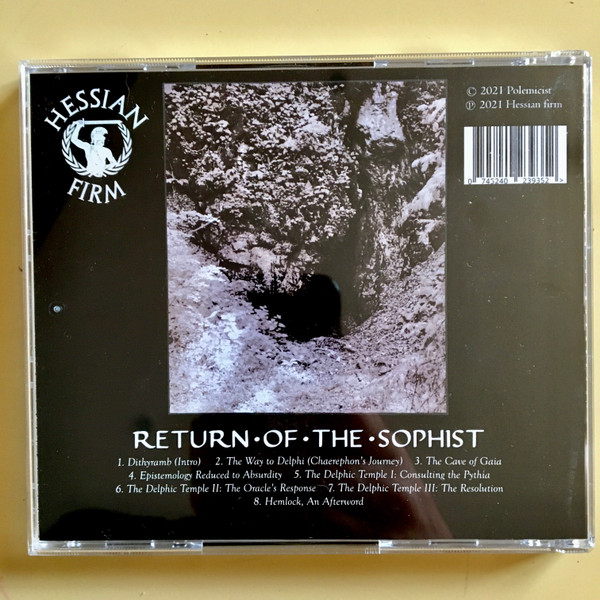 HESSIAN
FIRM
© 2021 Polemicist
℗ 2021 Hessian firm
0 745240 239352 >
RETURN·OF·THE·SOPHIST
1. Dithyramb (Intro) 2. The Way to Delphi (Chaerephon's Journey) 3. The Cave of Gaia
4. Epistemology Reduced to Absurdity 5. The Delphic Temple I: Consulting the Pythia
6. The Delphic Temple II: The Oracle's Response 7. The Delphic Temple III: The Resolution
8. Hemlock, An Afterword